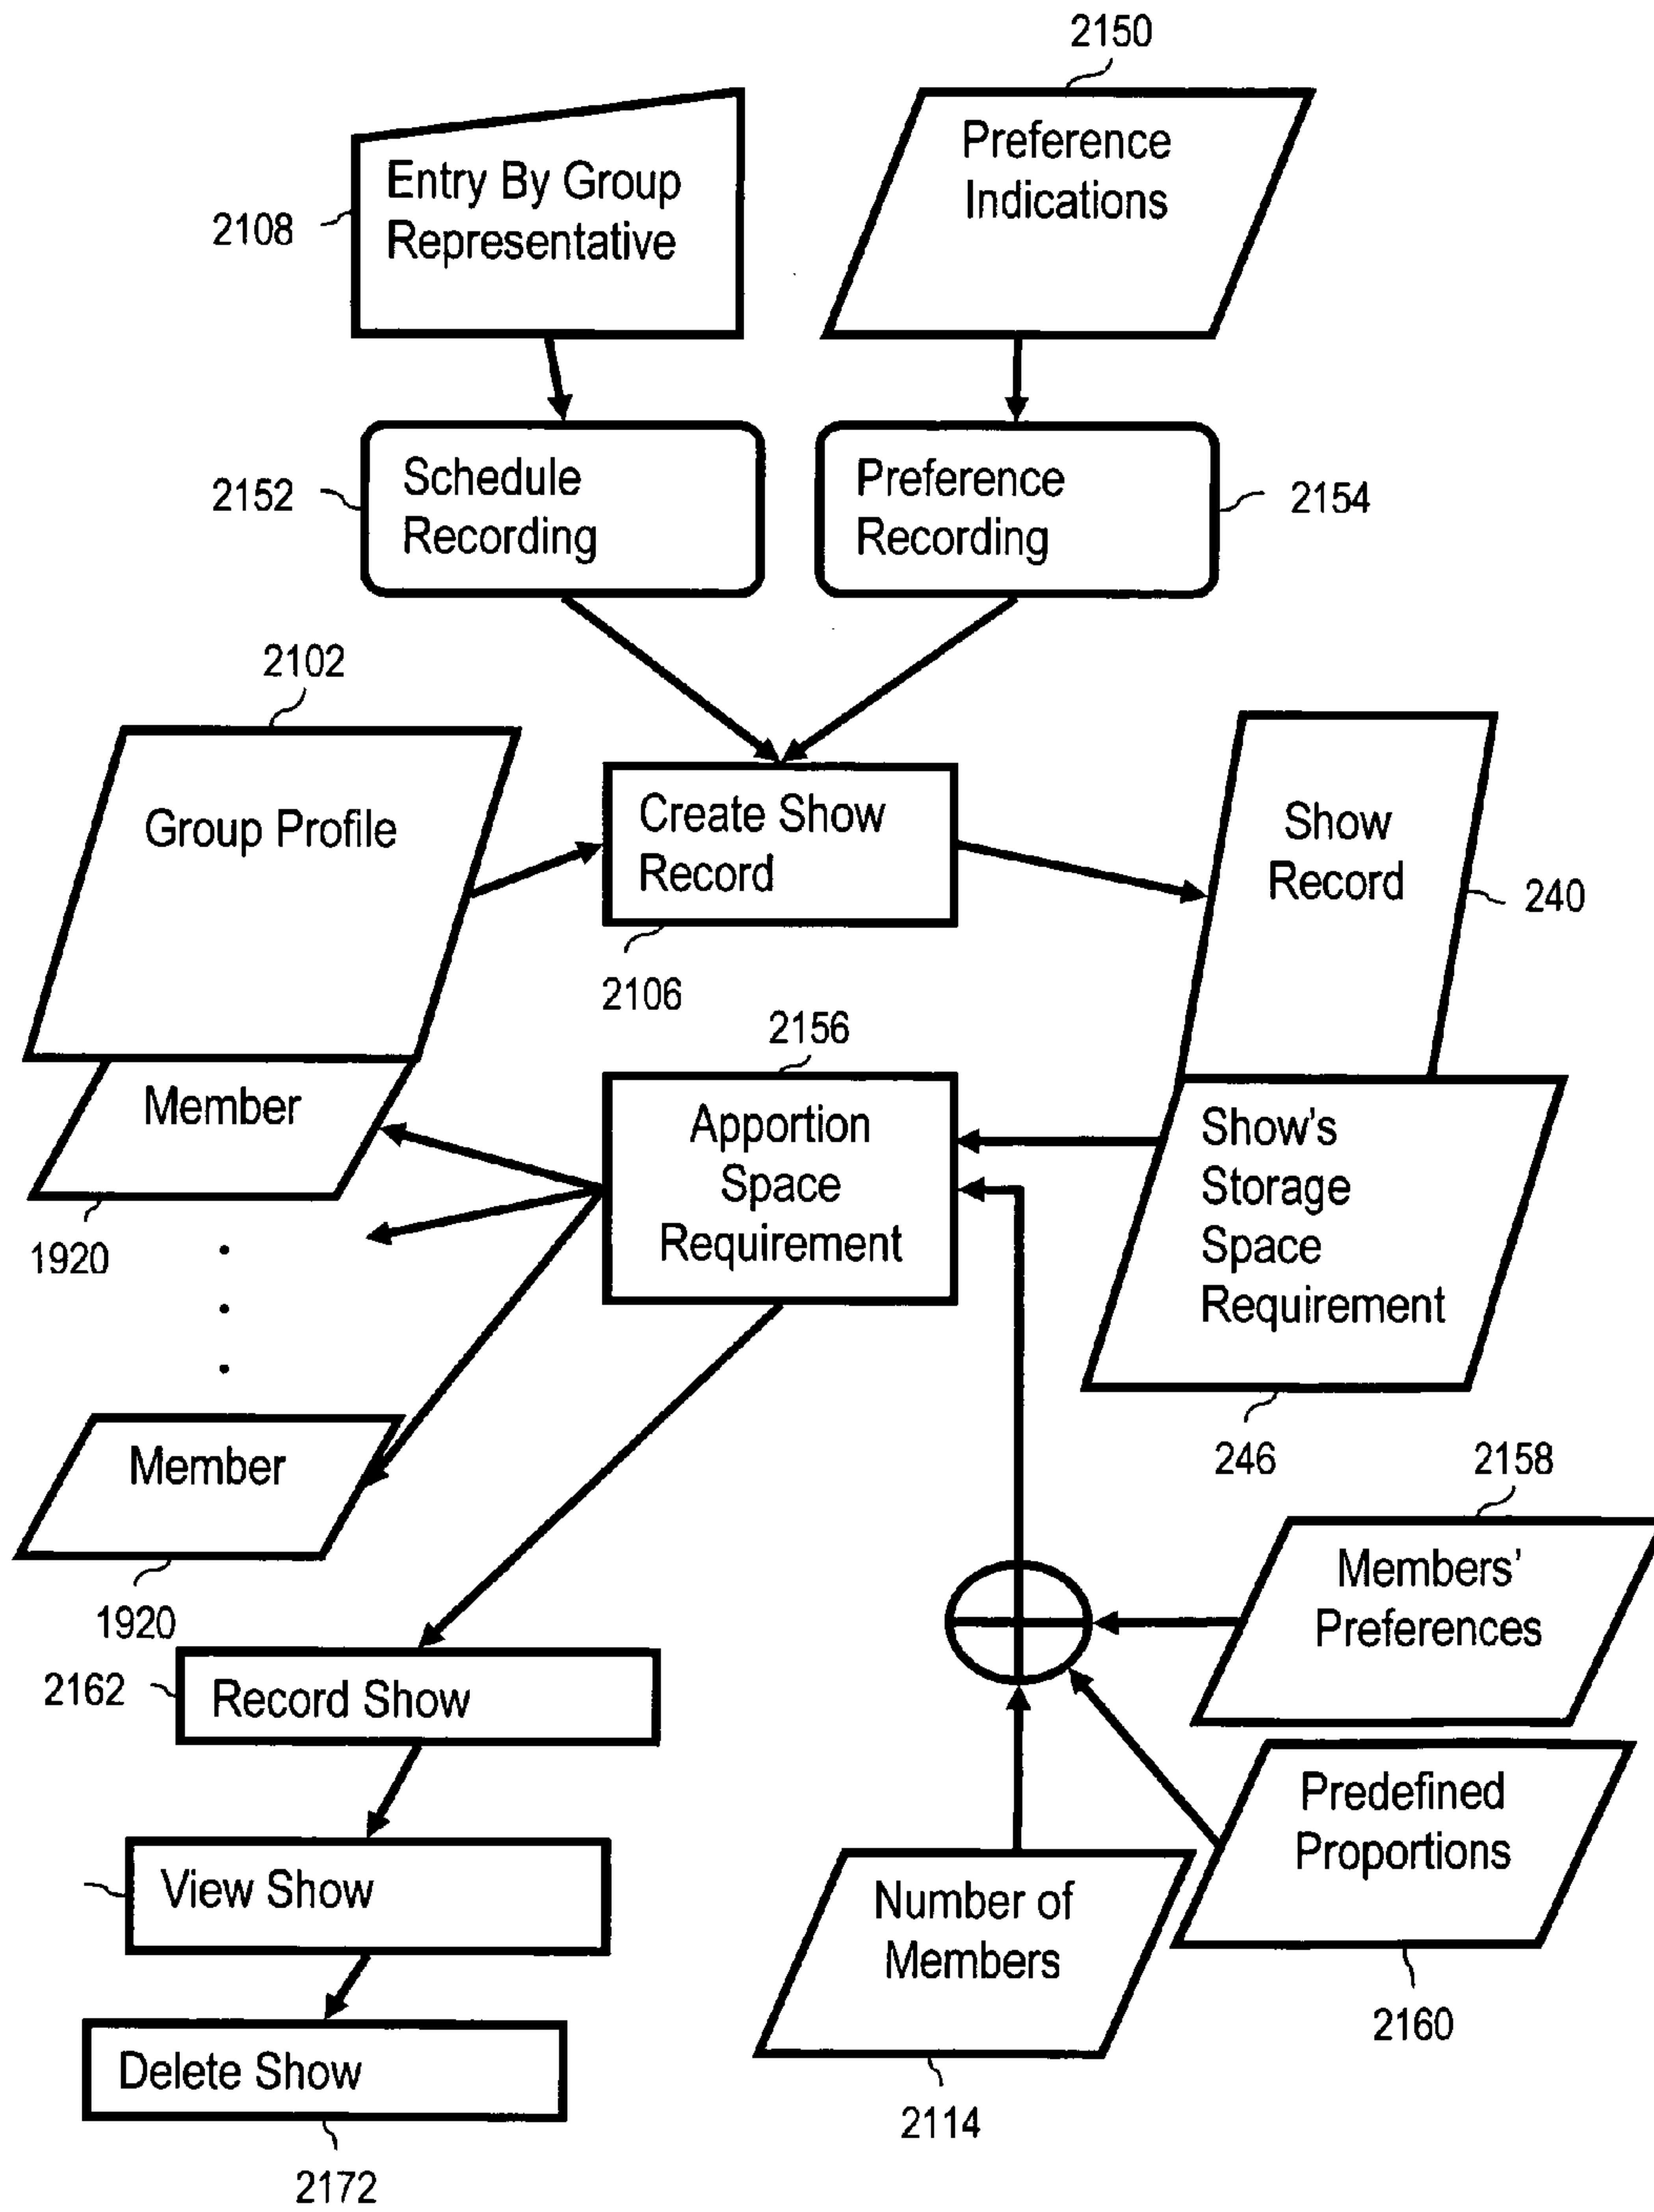 2150
Entry By Group
Representative
2108
Preference
Indications
Schedule
Recording
2152
Preference
Recording
2154
2102
Group Profile
Create Show
Record
2106
Show
Record
240
Member
1920
2156
Apportion
Space
Requirement
Show's
Storage
Space
Requirement
246
Member
1920
2158
Members'
Preferences
2162
Record Show
Predefined
Proportions
2160
View Show
Number of
Members
2114
Delete Show
2172